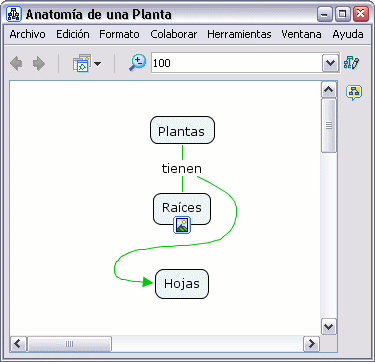 Anatomía de una Planta
Archivo Edición Formato Colaborar Herramientas Ventana Ayuda
100
Plantas
tienen
Raíces
Hojas